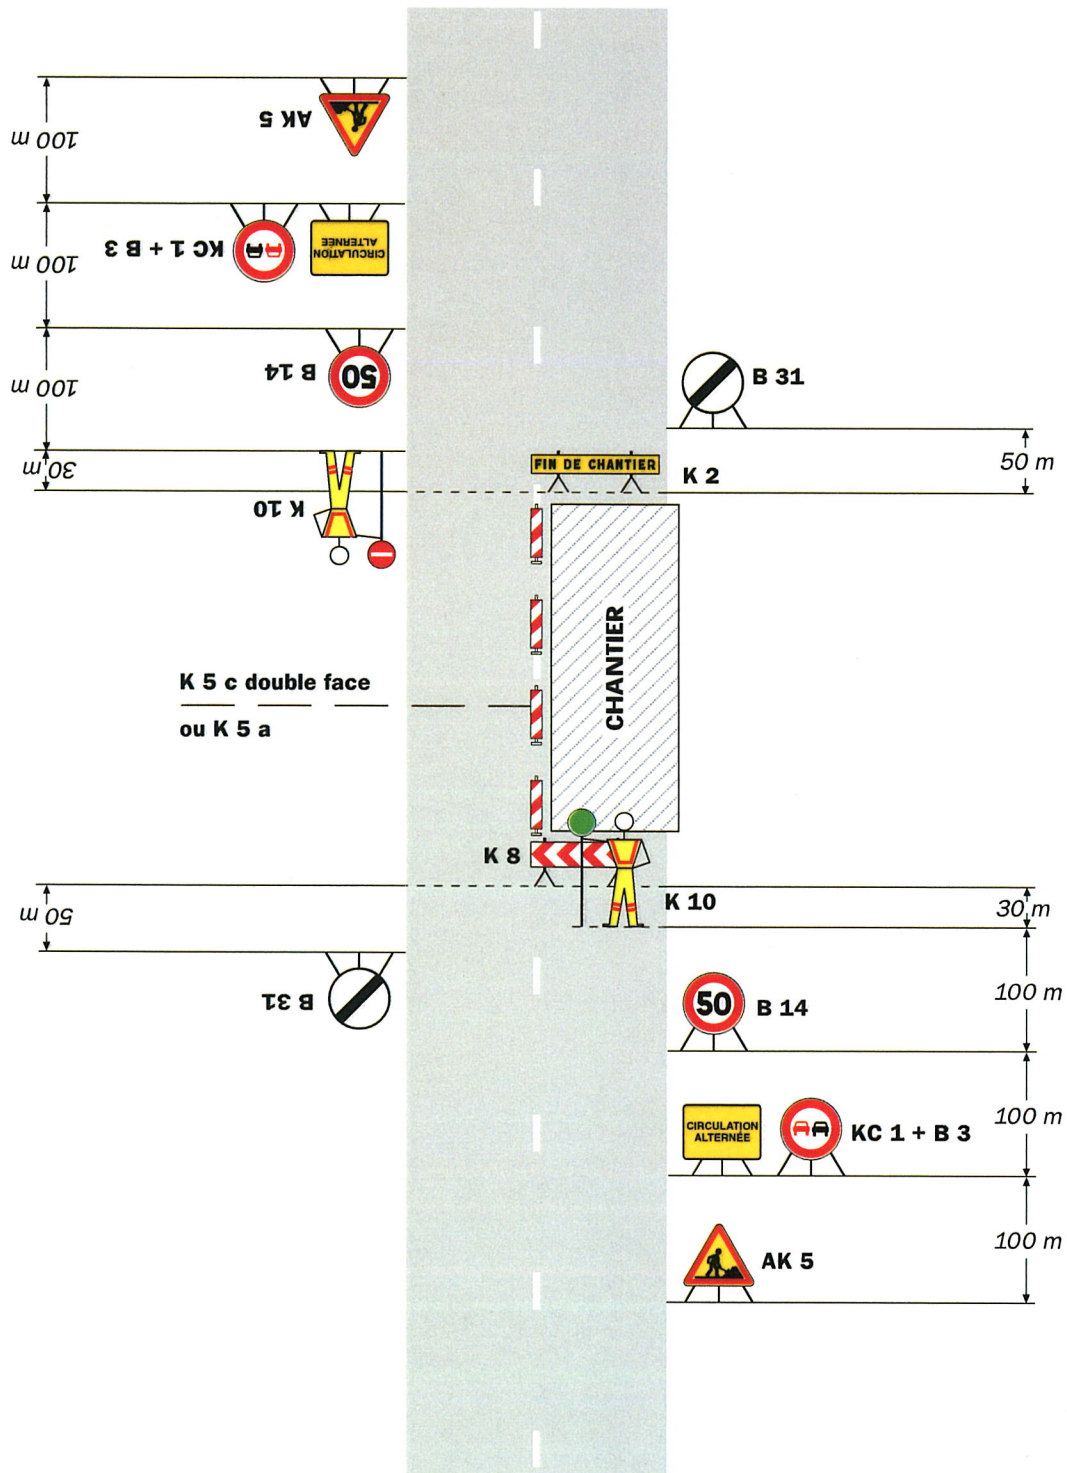 AK 5
100 m
KC 1 + B 3
CIRCULATION
ALTERNÉE
100 m
B 14
50
100 m
B 31
30 m
K 10
FIN DE CHANTIER
K 2
50 m
CHANTIER
K 5 c double face
ou K 5 a
K 8
K 10
50 m
30 m
B 31
50
B 14
100 m
CIRCULATION
ALTERNÉE
KC 1 + B 3
100 m
AK 5
100 m